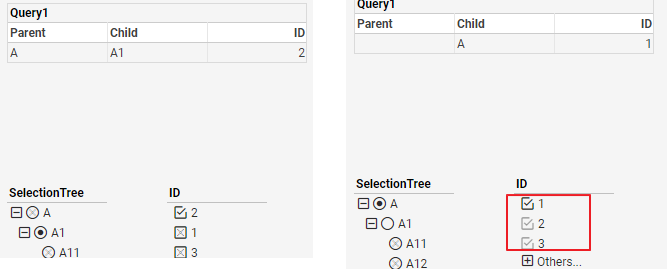 Query1
Parent Child ID
A A1 2
SelectionTree ID
A 2
A1 1
A11 3
Query1
Parent Child ID
A 1
SelectionTree ID
A 1
A1 2
A11 3
A12 Others...